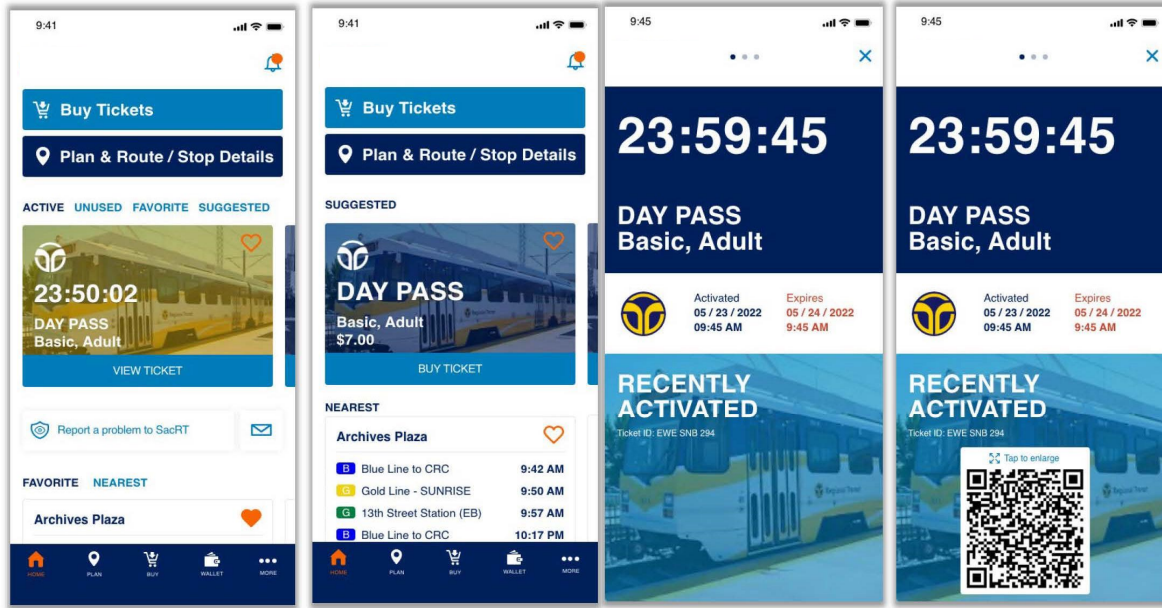 9:41
Buy Tickets
Plan & Route / Stop Details
ACTIVE UNUSED FAVORITE SUGGESTED
23:50:02
DAY PASS
Basic, Adult
VIEW TICKET
Report a problem to SacRT
FAVORITE NEAREST
Archives Plaza
HOME PLAN BUY WALLET MORE
9:41
Buy Tickets
Plan & Route / Stop Details
SUGGESTED
DAY PASS
Basic, Adult
$7.00
BUY TICKET
NEAREST
Archives Plaza
B Blue Line to CRC 9:42 AM
G Gold Line - SUNRISE 9:50 AM
G 13th Street Station (EB) 9:57 AM
B Blue Line to CRC 10:17 PM
HOME PLAN BUY WALLET MORE
9:45
23:59:45
DAY PASS
Basic, Adult
Activated Expires
05 / 23 / 2022 05 / 24 / 2022
09:45 AM 9:45 AM
RECENTLY
ACTIVATED
Ticket ID: EWE SNB 294
Regional Transit
9:45
23:59:45
DAY PASS
Basic, Adult
Activated Expires
05 / 23 / 2022 05 / 24 / 2022
09:45 AM 9:45 AM
RECENTLY
ACTIVATED
Ticket ID: EWE SNB 294
Tap to enlarge
Regional Transit